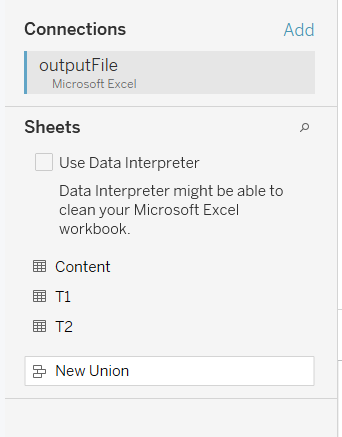 Connections Add
outputFile
Microsoft Excel
Sheets
Use Data Interpreter
Data Interpreter might be able to
clean your Microsoft Excel
workbook.
Content
T1
T2
New Union